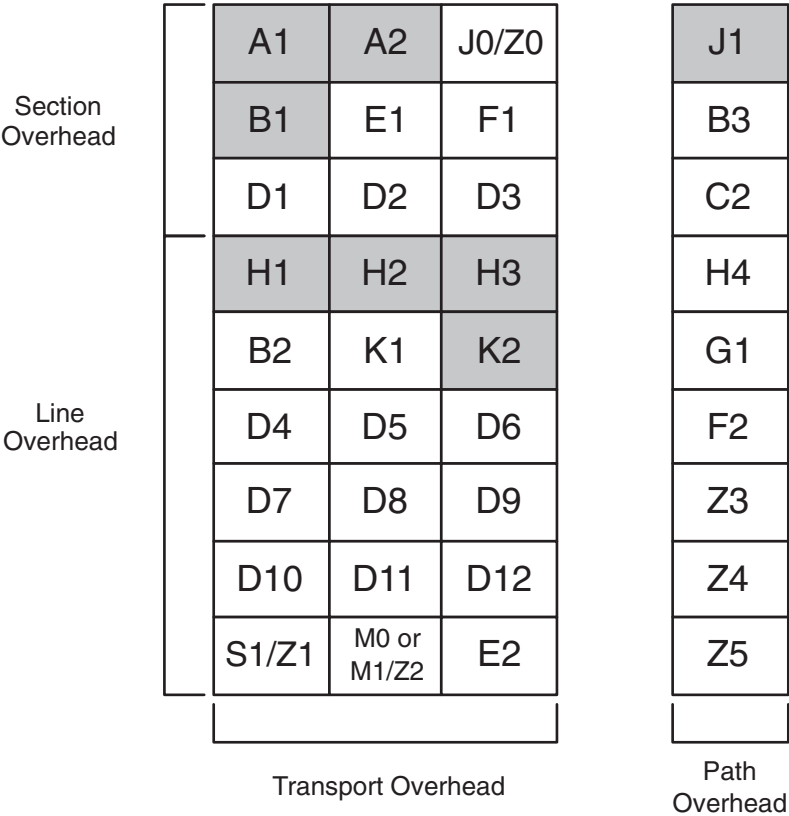 A1 A2 J0/Z0 J1
Section
Overhead
B1 E1 F1 B3
D1 D2 D3 C2
H1 H2 H3 H4
B2 K1 K2 G1
Line
Overhead
D4 D5 D6 F2
D7 D8 D9 Z3
D10 D11 D12 Z4
S1/Z1 M0 or
M1/Z2 E2 Z5
Transport Overhead
Path
Overhead